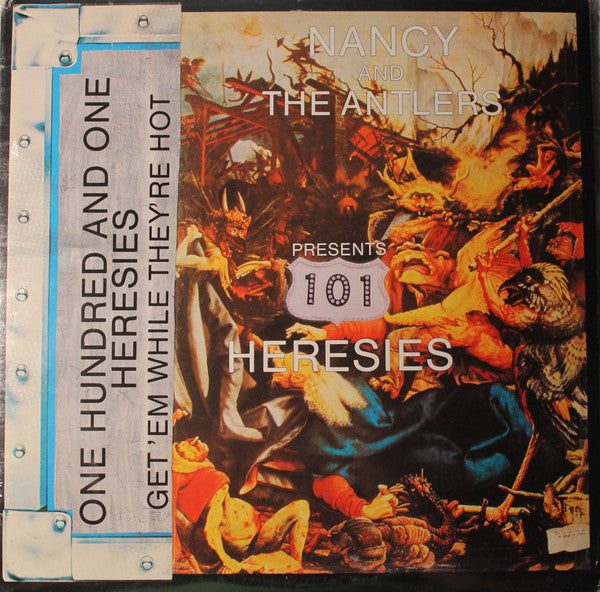 NANCY
AND
THE ANTLERS
PRESENTS
101
HERESIES
ONE HUNDRED AND ONE
HERESIES
GET 'EM WHILE THEY'RE HOT